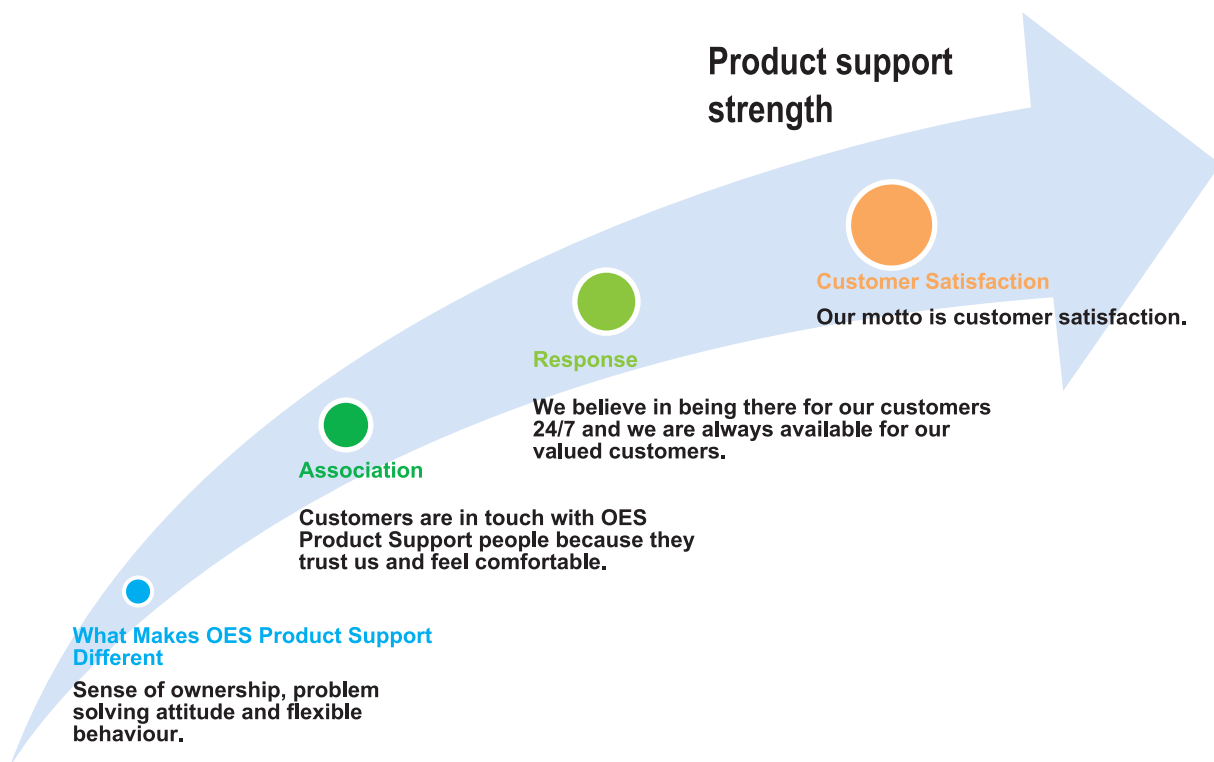 Product support
strength
Customer Satisfaction
Our motto is customer satisfaction.
Response
We believe in being there for our customers
24/7 and we are always available for our
valued customers.
Association
Customers are in touch with OES
Product Support people because they
trust us and feel comfortable.
What Makes OES Product Support
Different
Sense of ownership, problem
solving attitude and flexible
behaviour.